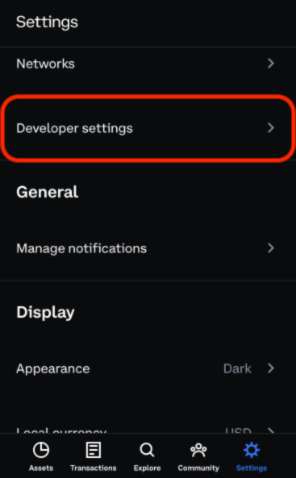 Settings
Networks
Developer settings
General
Manage notifications
Display
Appearance Dark
Local currency USD
Assets Transactions Explore Community Settings